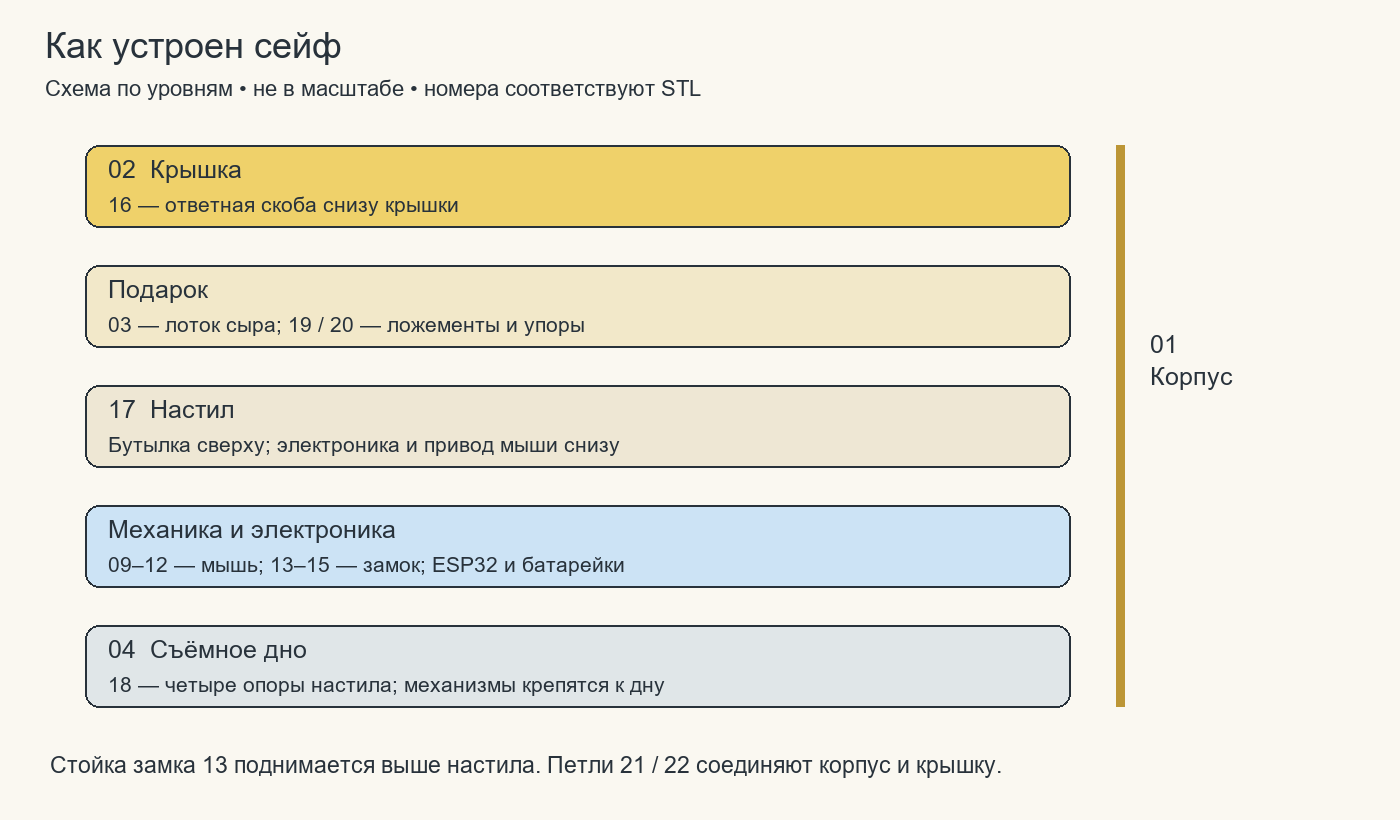 Как устроен сейф
Схема по уровням • не в масштабе • номера соответствуют STL
02 Крышка
16 — ответная скоба снизу крышки
Подарок
03 — лоток сыра; 19 / 20 — ложементы и упоры
17 Настил
Бутылка сверху; электроника и привод мыши снизу
Механика и электроника
09–12 — мышь; 13–15 — замок; ESP32 и батарейки
04 Съёмное дно
18 — четыре опоры настила; механизмы крепятся к дну
01
Корпус
Стойка замка 13 поднимается выше настила. Петли 21 / 22 соединяют корпус и крышку.